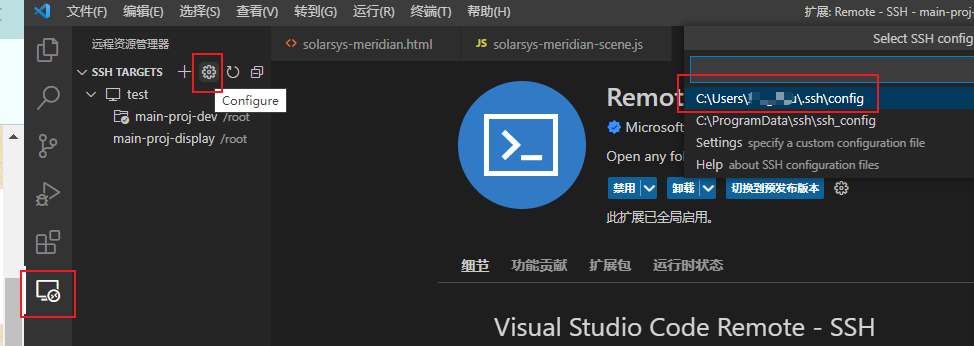 文件(F) 编辑(E) 选择(S) 查看(V) 转到(G) 运行(R) 终端(T) 帮助(H) 扩展: Remote - SSH - main-proj-
远程资源管理器
solarsys-meridian.html
JS solarsys-meridian-scene.js
Select SSH config
SSH TARGETS
Configure
test
main-proj-dev /root
main-proj-display /root
C:\Users\ \.ssh\config
C:\ProgramData\ssh\ssh_config
Settings specify a custom configuration file
Help about SSH configuration files
Remot
Microsoft
Open any fol
禁用 卸载 切换到预发布版本
此扩展已全局启用。
细节 功能贡献 扩展包 运行时状态
Visual Studio Code Remote - SSH